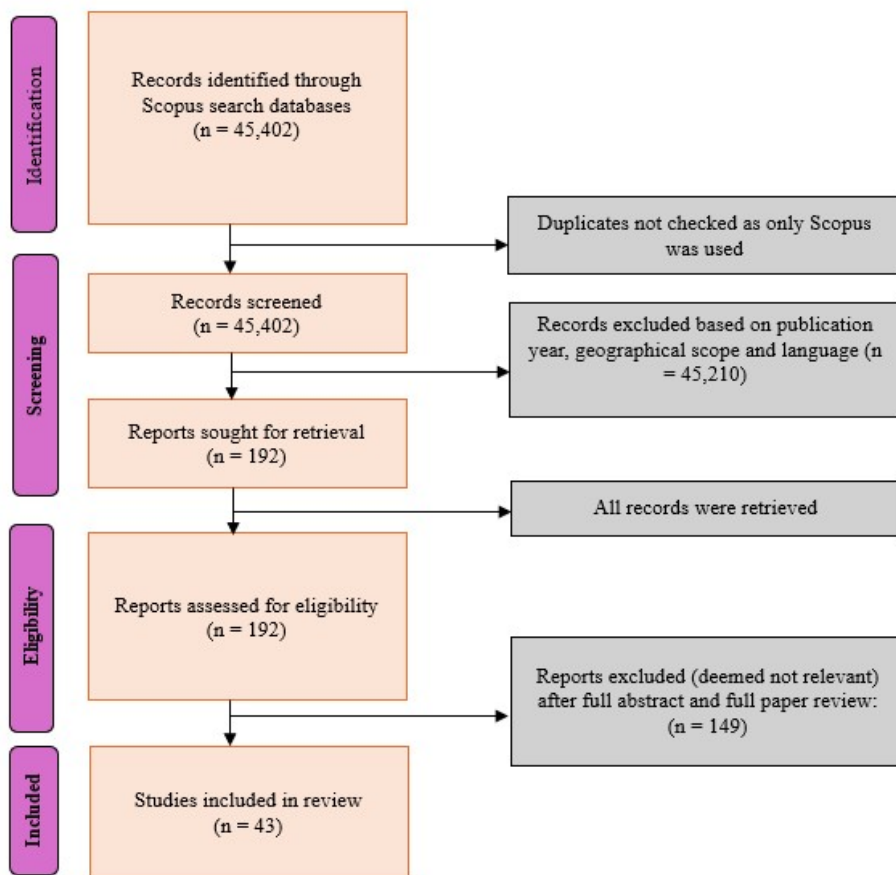 Identification
Records identified through
Scopus search databases
(n = 45,402)
Duplicates not checked as only Scopus
was used
Screening
Records screened
(n = 45,402)
Records excluded based on publication
year, geographical scope and language (n
= 45,210)
Reports sought for retrieval
(n = 192)
All records were retrieved
Eligibility
Reports assessed for eligibility
(n = 192)
Reports excluded (deemed not relevant)
after full abstract and full paper review:
(n = 149)
Included
Studies included in review
(n = 43)